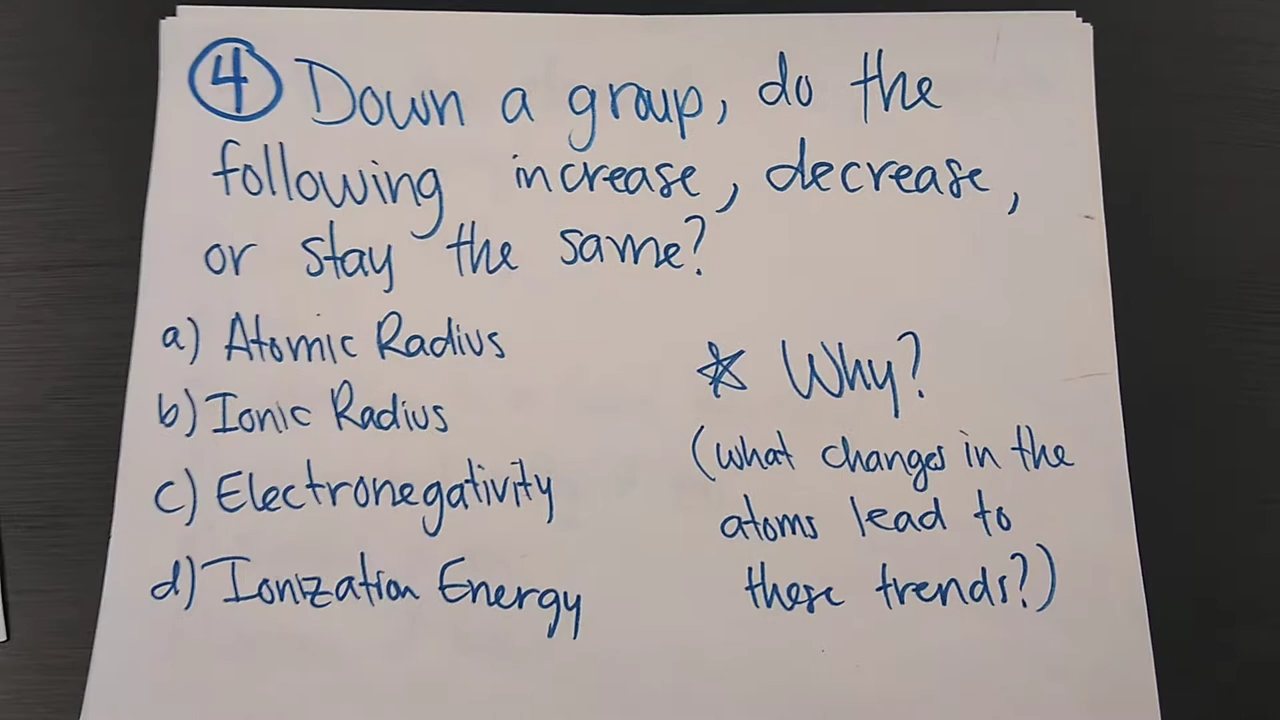 ④ Down a group, do the
following increase, decrease,
or stay the same?
a) Atomic Radius
b) Ionic Radius
c) Electronegativity
d) Ionization Energy
* Why?
(what changes in the
atoms lead to
these trends?)